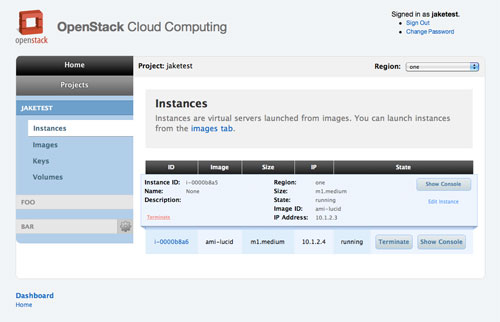 openstack
OpenStack Cloud Computing
Signed in as jaketest.
Sign Out
Change Password
Home
Projects
JAKETEST
Instances
Images
Keys
Volumes
FOO
BAR
Project: jaketest
Region: one
Instances
Instances are virtual servers launched from images. You can launch instances
from the images tab.
ID Image Size IP State
Instance ID: i-0000b8a5 Region: one Show Console
Name: None Size: m1.medium
Description: State: running Edit Instance
Image ID: ami-lucid
Terminate IP Address: 10.1.2.3
i-0000b8a6 ami-lucid m1.medium 10.1.2.4 running Terminate Show Console
Dashboard
Home